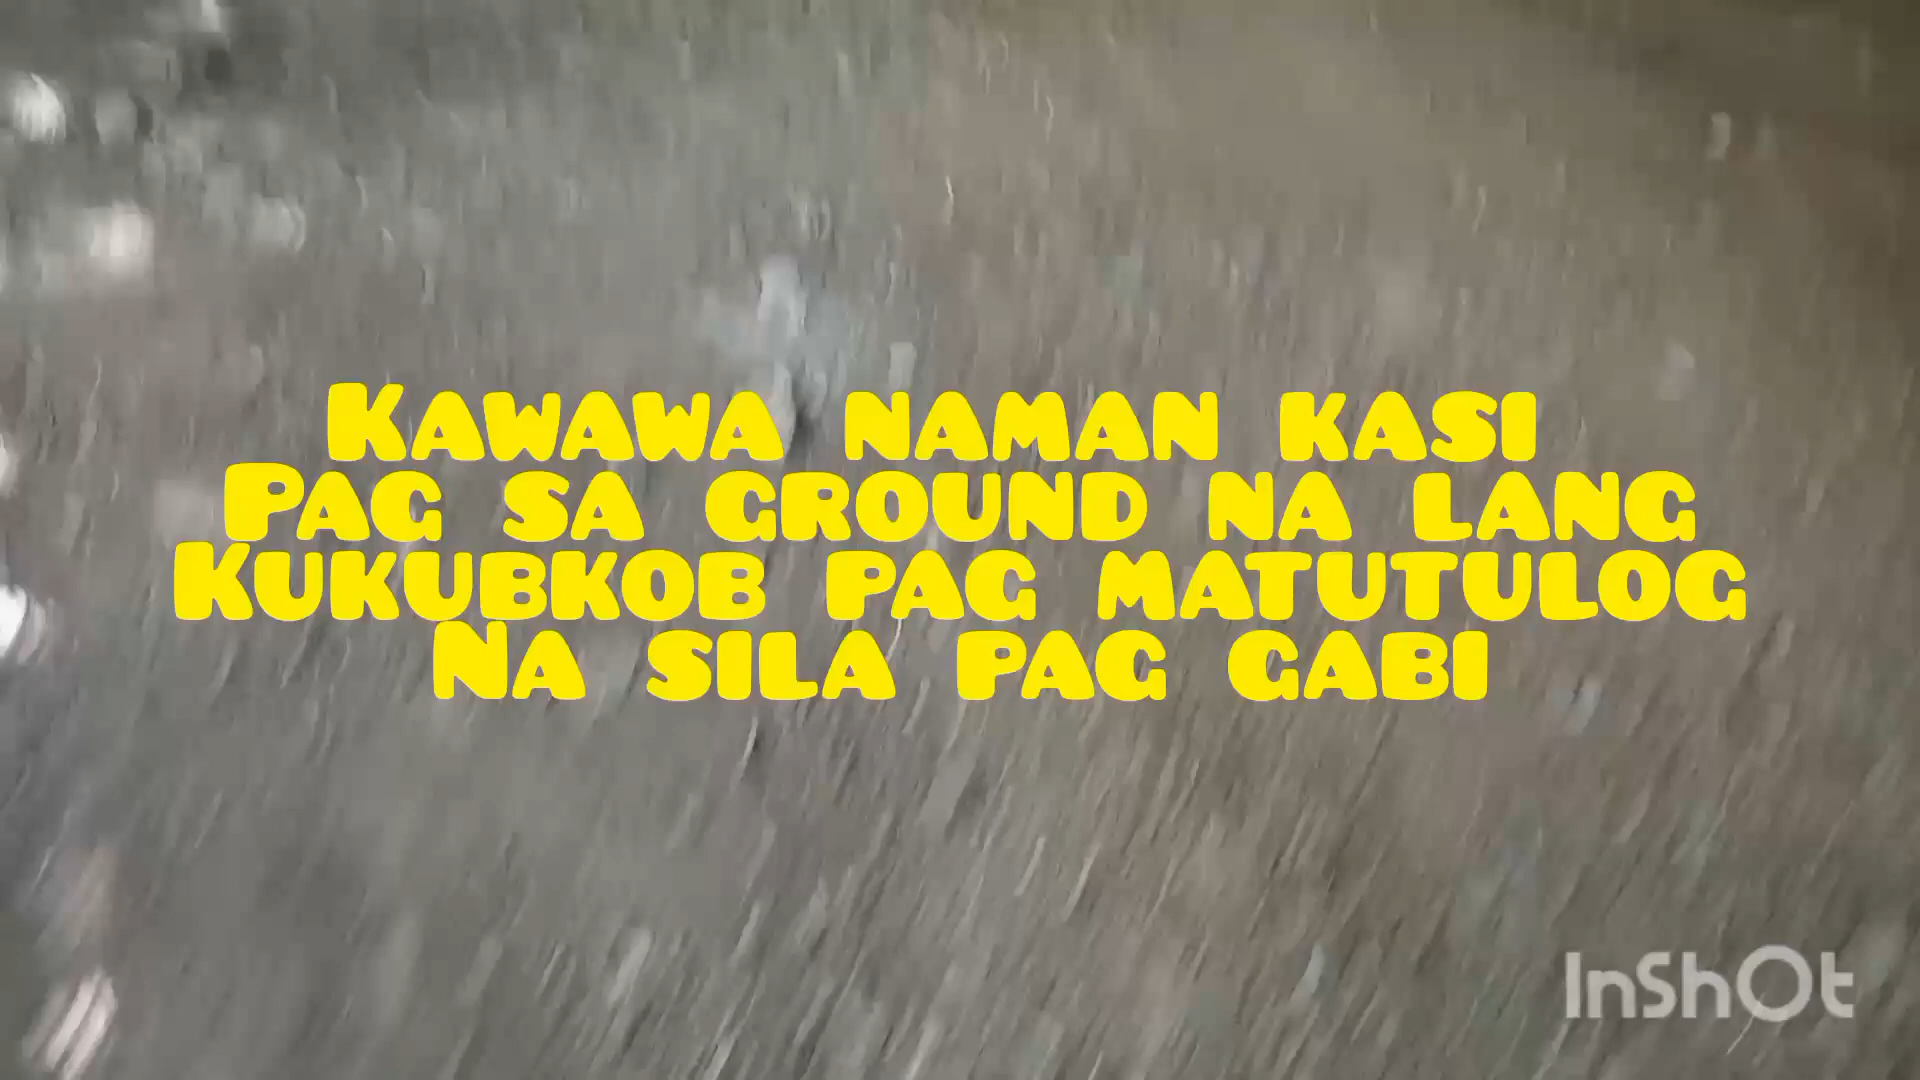 Kawawa naman kasi
Pag sa ground na lang
Kukubkob pag matutulog
Na sila pag gabi
InShOt